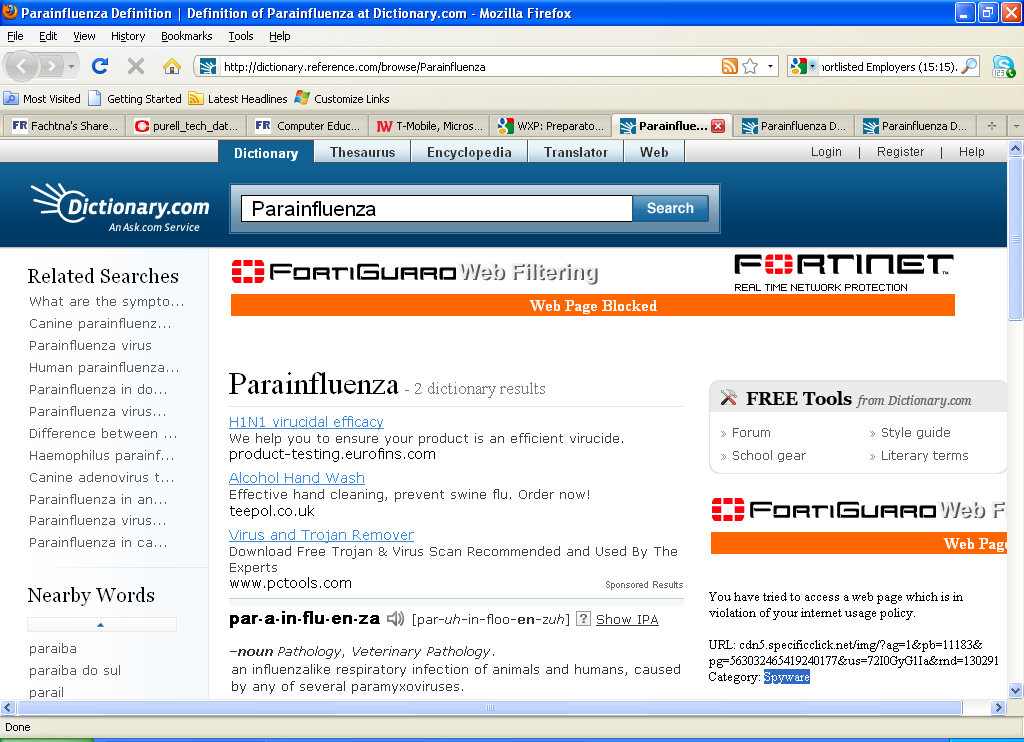 Parainfluenza Definition | Definition of Parainfluenza at Dictionary.com - Mozilla Firefox
File Edit View History Bookmarks Tools Help
http://dictionary.reference.com/browse/Parainfluenza
hortlisted Employers (15:15).
Most Visited Getting Started Latest Headlines Customize Links
Fachtna's Share... purell_tech_dat... Computer Educ... T-Mobile, Micros... WXP: Preparato... Parainflue... Parainfluenza D... Parainfluenza D...
Dictionary Thesaurus Encyclopedia Translator Web Login | Register | Help
Dictionary.com
An Ask.com Service
Parainfluenza
Search
Related Searches
What are the sympto...
Canine parainfluenz...
Parainfluenza virus
Human parainfluenza...
Parainfluenza in do...
Parainfluenza virus...
Difference between ...
Haemophilus parainf...
Canine adenovirus t...
Parainfluenza in an...
Parainfluenza virus...
Parainfluenza in ca...
Nearby Words
paraiba
paraiba do sul
parail
FORTIGUARD Web Filtering
FORTINET™
REAL TIME NETWORK PROTECTION
Web Page Blocked
Parainfluenza - 2 dictionary results
H1N1 virucidal efficacy
We help you to ensure your product is an efficient virucide.
product-testing.eurofins.com
Alcohol Hand Wash
Effective hand cleaning, prevent swine flu. Order now!
teepol.co.uk
Virus and Trojan Remover
Download Free Trojan & Virus Scan Recommended and Used By The
Experts
www.pctools.com
Sponsored Results
par·a·in·flu·en·za [par-uh-in-floo-en-zuh] ? Show IPA
–noun Pathology, Veterinary Pathology.
an influenzalike respiratory infection of animals and humans, caused
by any of several paramyxoviruses.
FREE Tools from Dictionary.com
» Forum » Style guide
» School gear » Literary terms
FORTIGUARD Web F
Web Pag
You have tried to access a web page which is in
violation of your internet usage policy.
URL: cdn5.specificclick.net/img/?ag=1&pb=11183&
pg=563032465419240177&us=72I0GyG1Ia&rnd=130291
Category: Spyware
Done